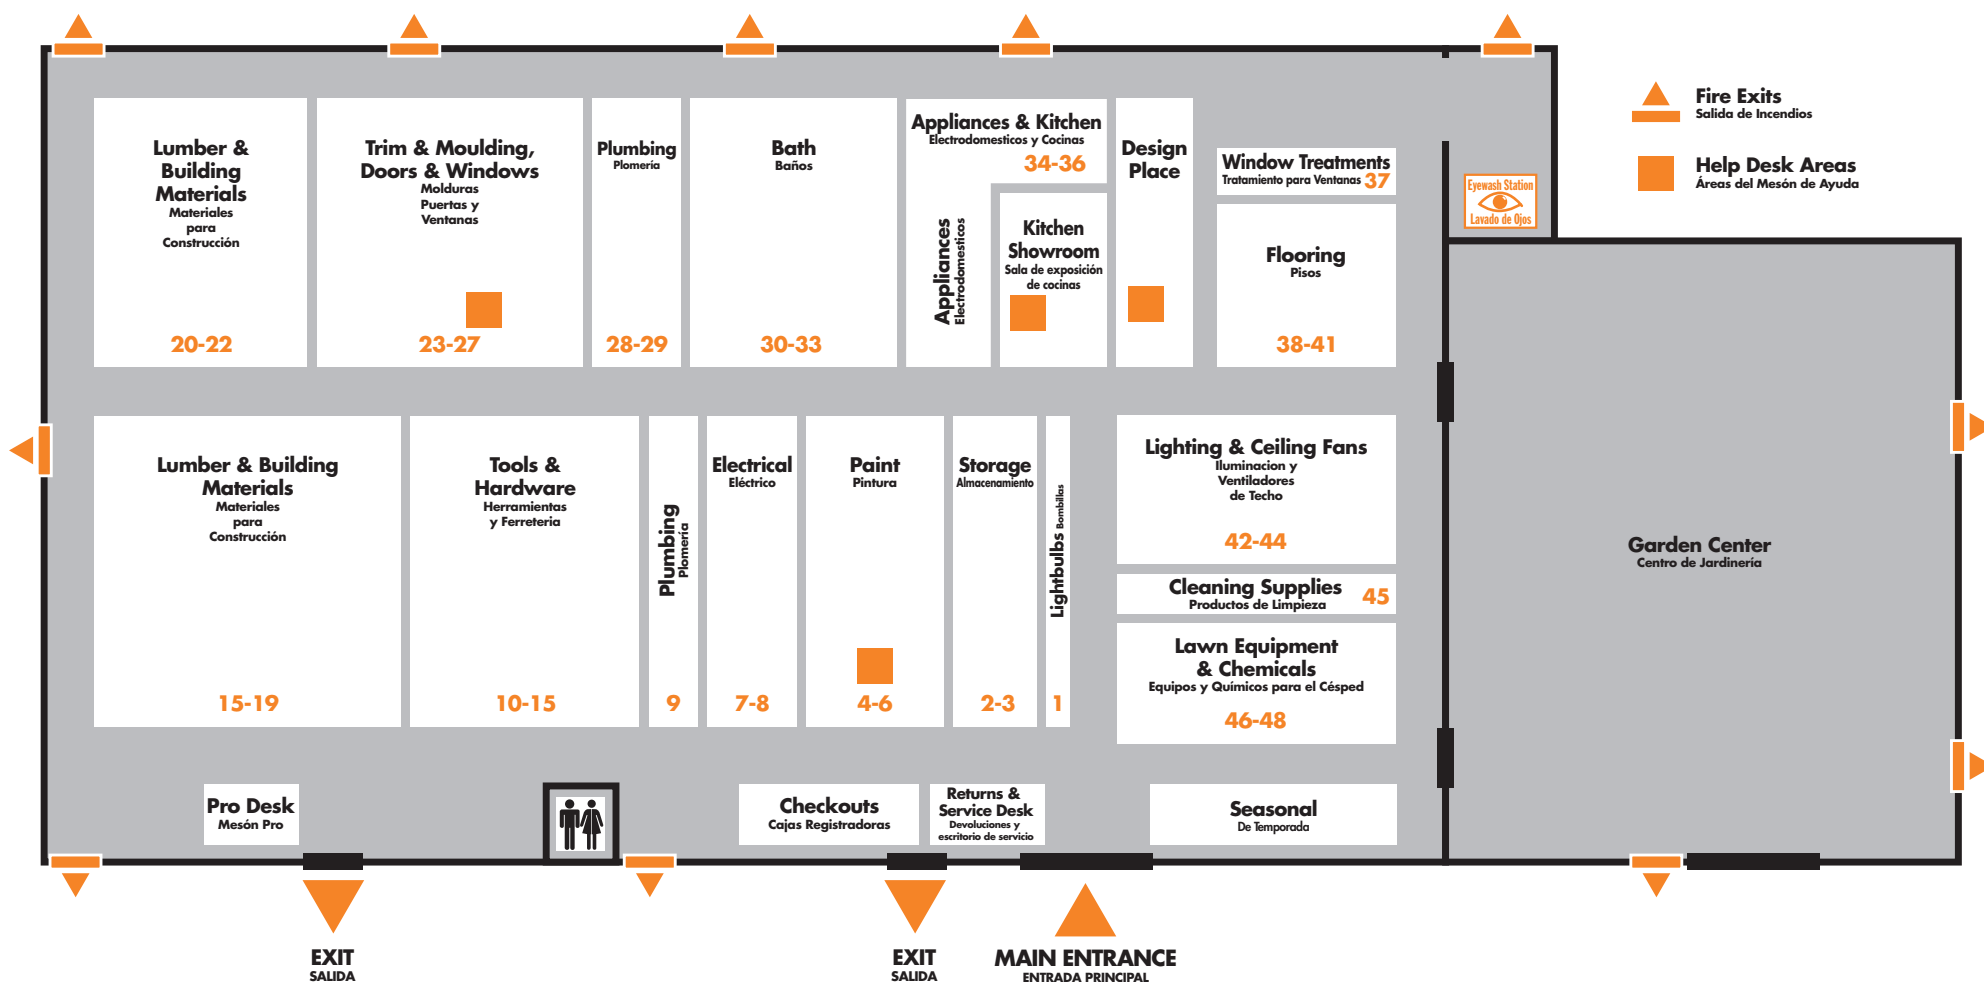 Fire Exits
Salida de Incendios
Help Desk Areas
Áreas del Mesón de Ayuda
Lumber &
Building
Materials
Materiales
para
Construcción
20-22
Trim & Moulding,
Doors & Windows
Molduras
Puertas y
Ventanas
23-27
Plumbing
Plomería
28-29
Bath
Baños
30-33
Appliances & Kitchen
Electrodomesticos y Cocinas
34-36
Appliances
Electrodomesticos
Kitchen
Showroom
Sala de exposición
de cocinas
Design
Place
Window Treatments
Tratamiento para Ventanas 37
Flooring
Pisos
38-41
Eyewash Station
Lavado de Ojos
Lumber & Building
Materials
Materiales
para
Construcción
15-19
Tools &
Hardware
Herramientas
y Ferreteria
10-15
Plumbing
Plomería
9
Electrical
Eléctrico
7-8
Paint
Pintura
4-6
Storage
Almacenamiento
2-3
Lightbulbs Bombillas
1
Lighting & Ceiling Fans
Iluminacion y
Ventiladores
de Techo
42-44
Cleaning Supplies
Productos de Limpieza
45
Lawn Equipment
& Chemicals
Equipos y Químicos para el Césped
46-48
Garden Center
Centro de Jardinería
Pro Desk
Mesón Pro
Checkouts
Cajas Registradoras
Returns &
Service Desk
Devoluciones y
escritorio de servicio
Seasonal
De Temporada
EXIT
SALIDA
EXIT
SALIDA
MAIN ENTRANCE
ENTRADA PRINCIPAL